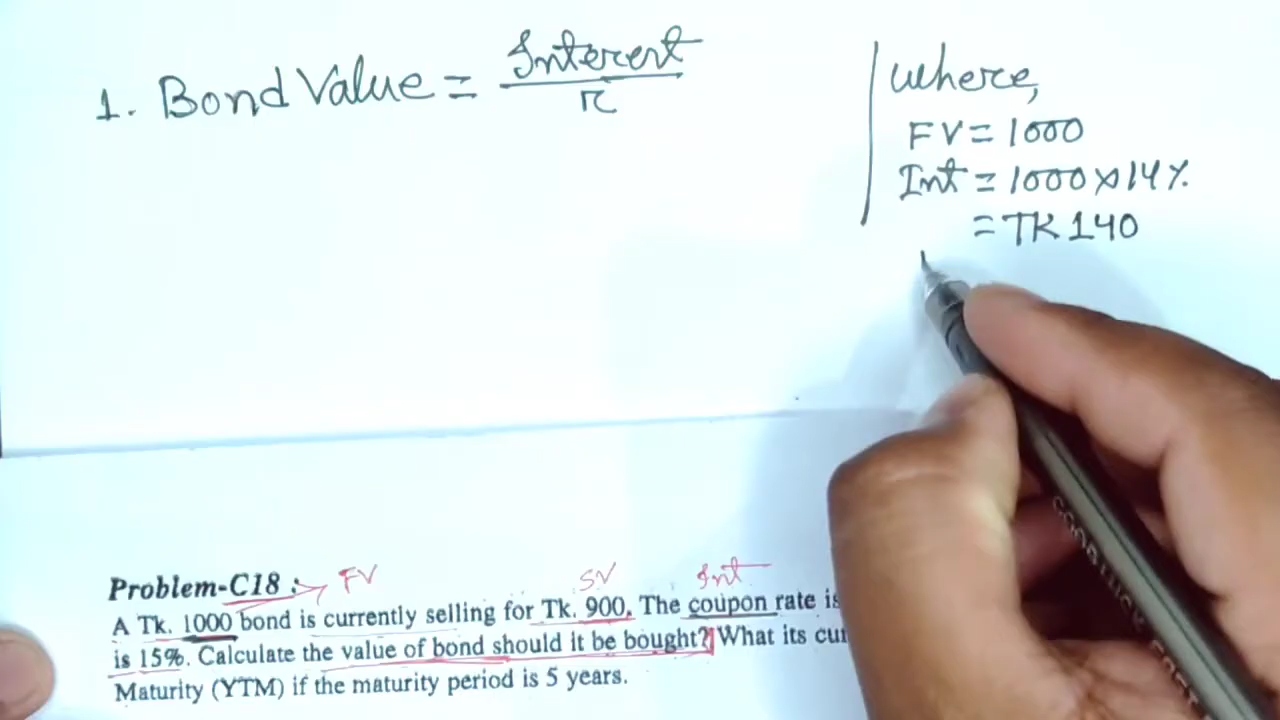 1. Bond Value = Interest / r
where,
FV = 1000
Int = 1000 x 14%
= TK 140
FV
SV
Int
Problem-C18 :
A Tk. 1000 bond is currently selling for Tk. 900. The coupon rate is
is 15%. Calculate the value of bond should it be bought? What its
Maturity (YTM) if the maturity period is 5 years.